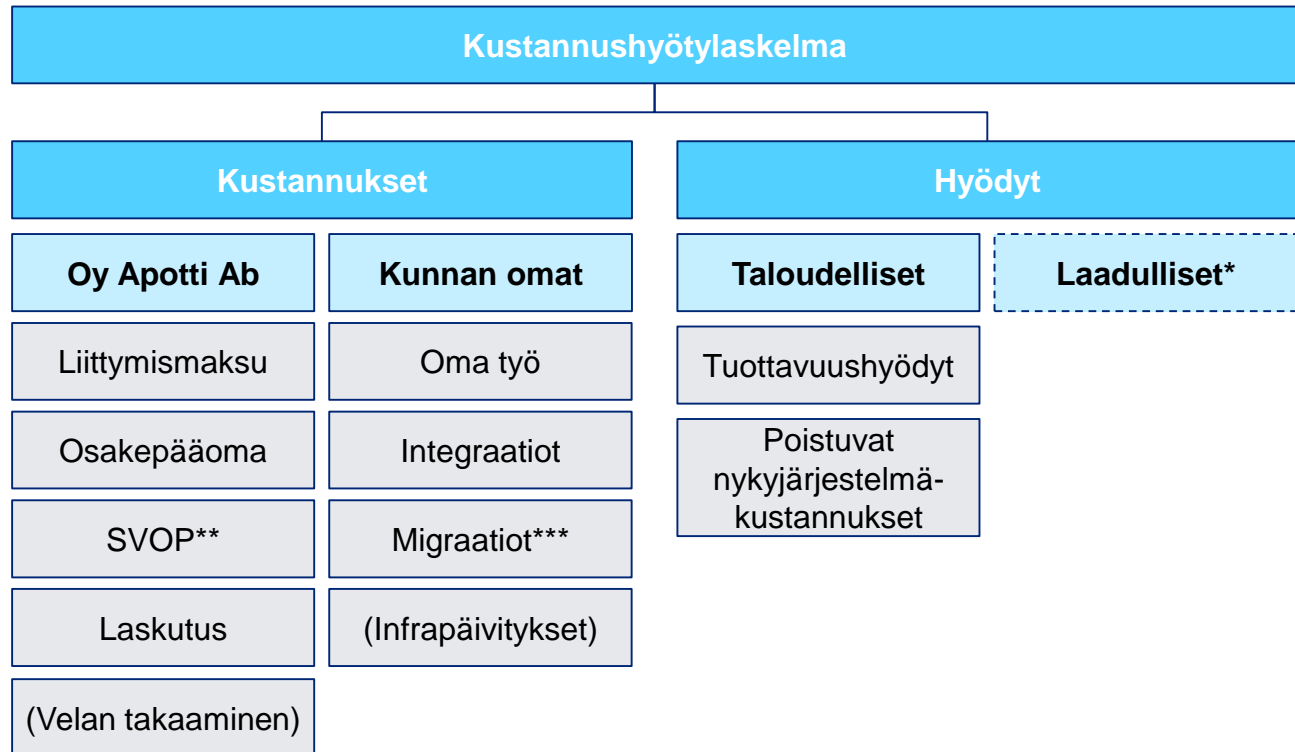 Kustannushyötylaskelma
Kustannukset
Hyödyt
Oy Apotti Ab
Kunnan omat
Taloudelliset
Laadulliset*
Liittymismaksu
Oma työ
Tuottavuushyödyt
Osakepääoma
Integraatiot
Poistuvat
nykyjärjestelmä-
kustannukset
SVOP**
Migraatiot***
Laskutus
(Infrapäivitykset)
(Velan takaaminen)